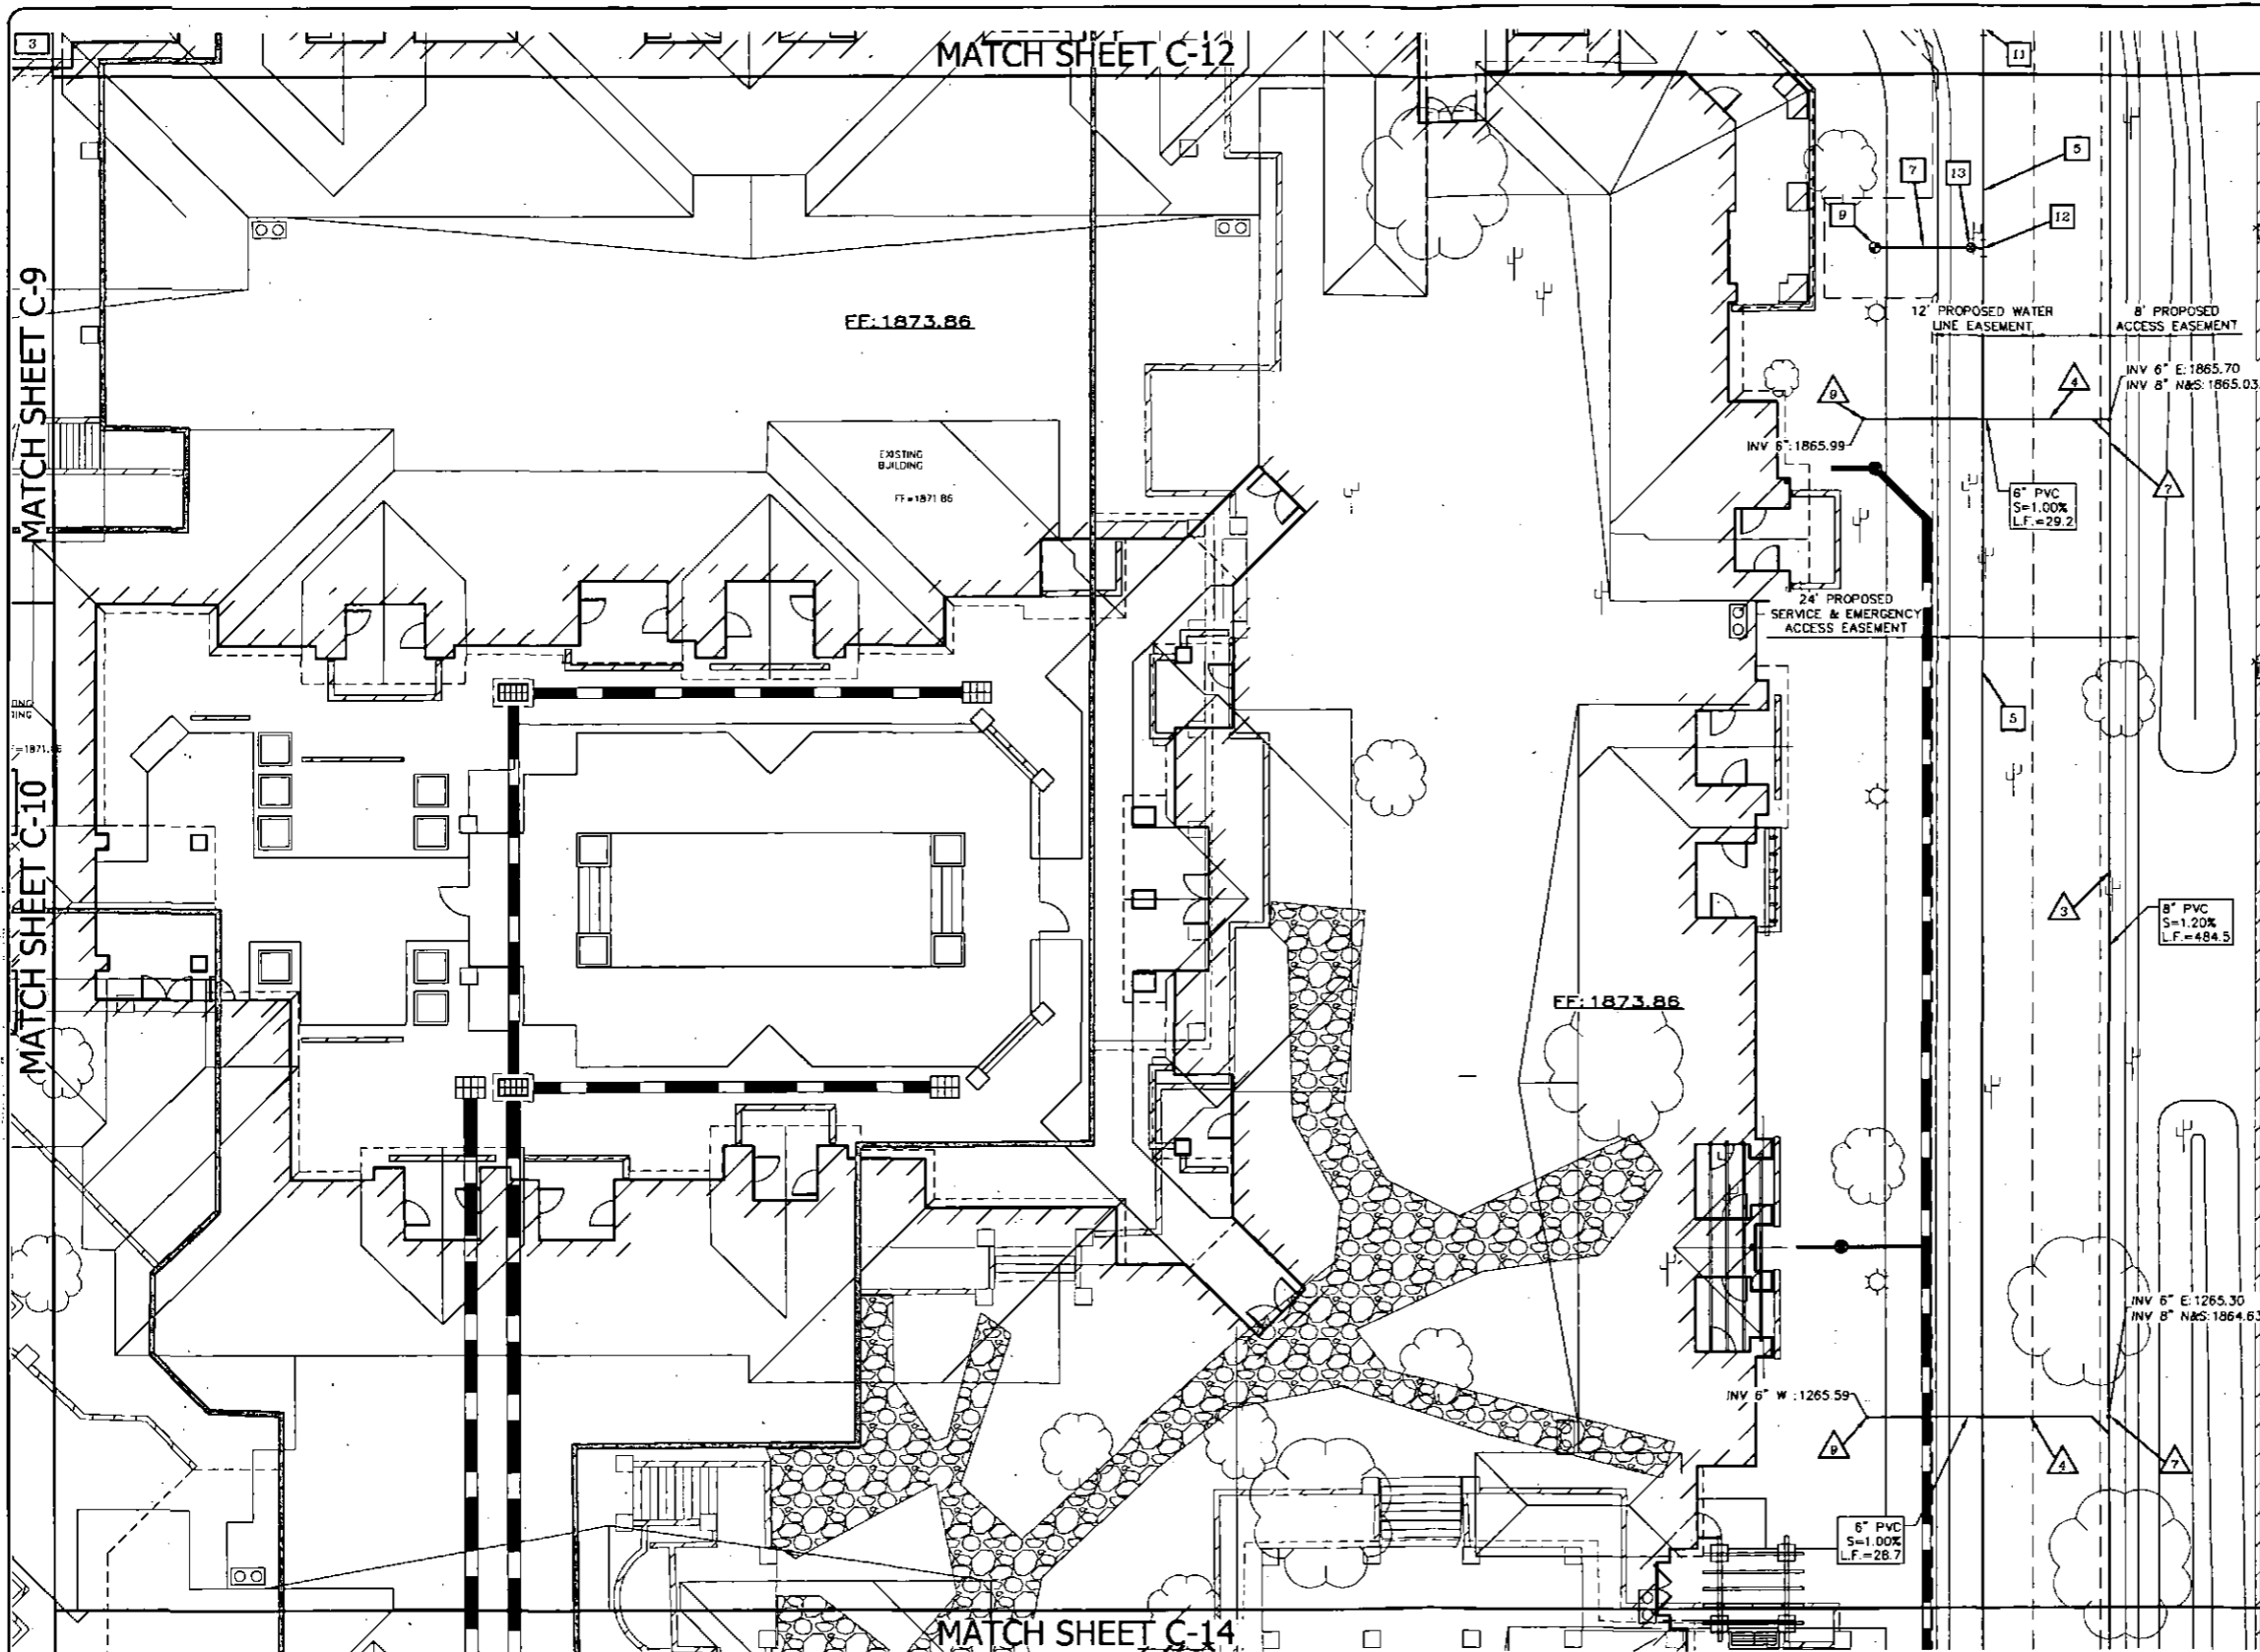 MATCH SHEET C-12
3
11
5
7
13
9
12
MATCH SHEET C-9
FF: 1873.86
12' PROPOSED WATER
LINE EASEMENT
8' PROPOSED
ACCESS EASEMENT
9
4
INV 6" E: 1865.70
INV 8" N&S: 1865.03
INV 6": 1865.99
EXISTING
BUILDING
FF=1871.86
6" PVC
S=1.00%
L.F.=29.2
7
24' PROPOSED
SERVICE & EMERGENCY
ACCESS EASEMENT
5
MATCH SHEET C-10
3
8" PVC
S=1.20%
L.F.=484.5
FF: 1873.86
INV 6" E: 1265.30
INV 8" N&S: 1864.63
INV 6" W : 1265.59
9
4
7
6" PVC
S=1.00%
L.F.=28.7
MATCH SHEET C-14